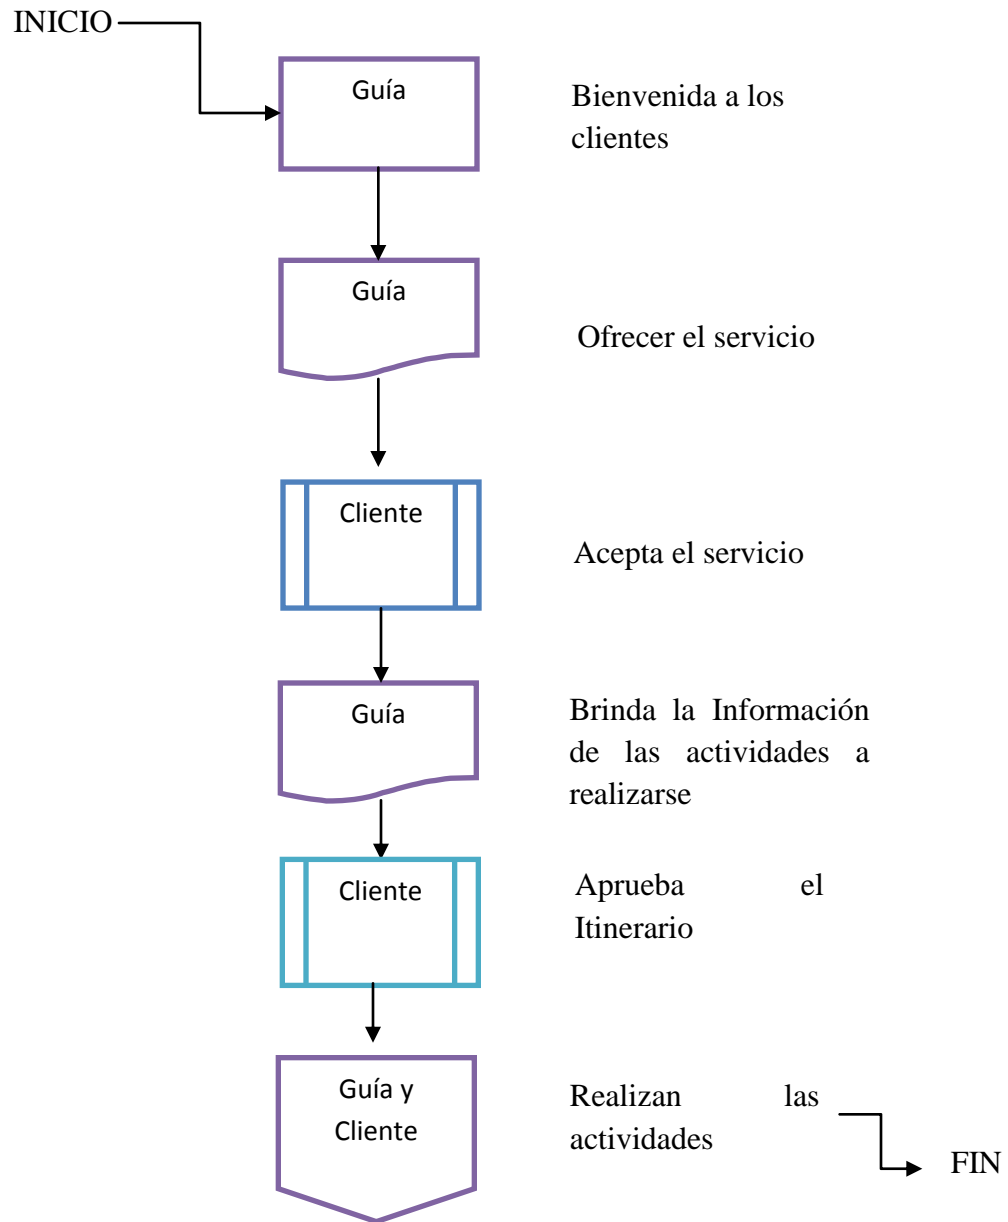 INICIO
Guía
Bienvenida a los
clientes
Guía
Ofrecer el servicio
Cliente
Acepta el servicio
Guía
Brinda la Información
de las actividades a
realizarse
Cliente
Aprueba el
Itinerario
Guía y
Cliente
Realizan las
actividades
FIN